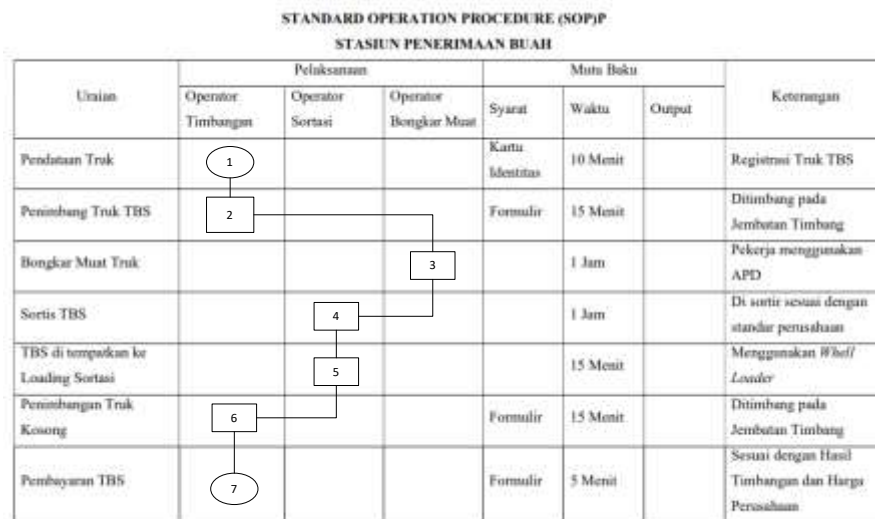 STANDARD OPERATION PROCEDURE (SOP)P
STASIUN PENERIMAAN BUAH
Uraian
Pelaksanaan
Mutu Baku
Keterangan
Operator Timbangan
Operator Sortasi
Operator Bongkar Muat
Syarat
Waktu
Output
Pendataan Truk
1
Kartu Identitas
10 Menit
Registrasi Truk TBS
Penimbang Truk TBS
2
Formulir
15 Menit
Ditimbang pada
Jembatan Timbang
Bongkar Muat Truk
3
1 Jam
Pekerja menggunakan
APD
Sortis TBS
4
1 Jam
Di sortir sesuai dengan
standar perusahaan
TBS di tempatkan ke
Loading Sortasi
5
15 Menit
Menggunakan Whell
Loader
Penimbangan Truk
Kosong
6
Formulir
15 Menit
Ditimbang pada
Jembatan Timbang
Pembayaran TBS
7
Formulir
5 Menit
Sesuai dengan Hasil
Timbangan dan Harga
Perusahaan